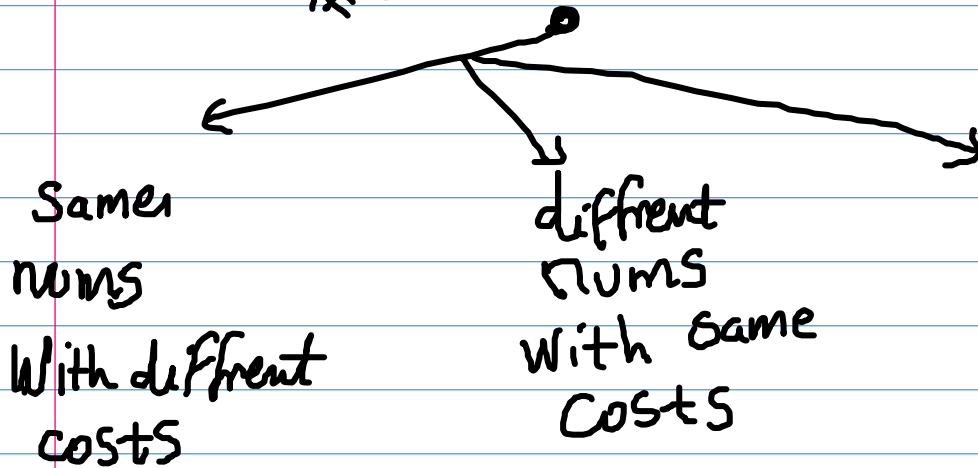 Same
nums
With diffrent
costs
diffrent
nums
with same
costs